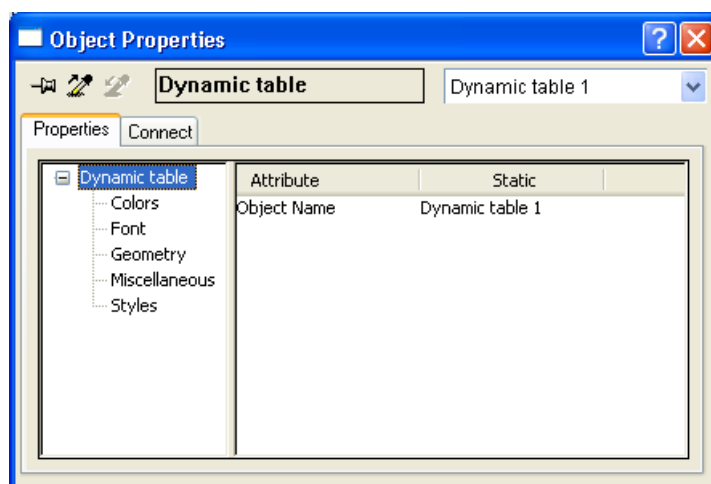 Object Properties
Dynamic table
Dynamic table 1
Properties
Connect
Dynamic table
Colors
Font
Geometry
Miscellaneous
Styles
Attribute
Static
Object Name
Dynamic table 1